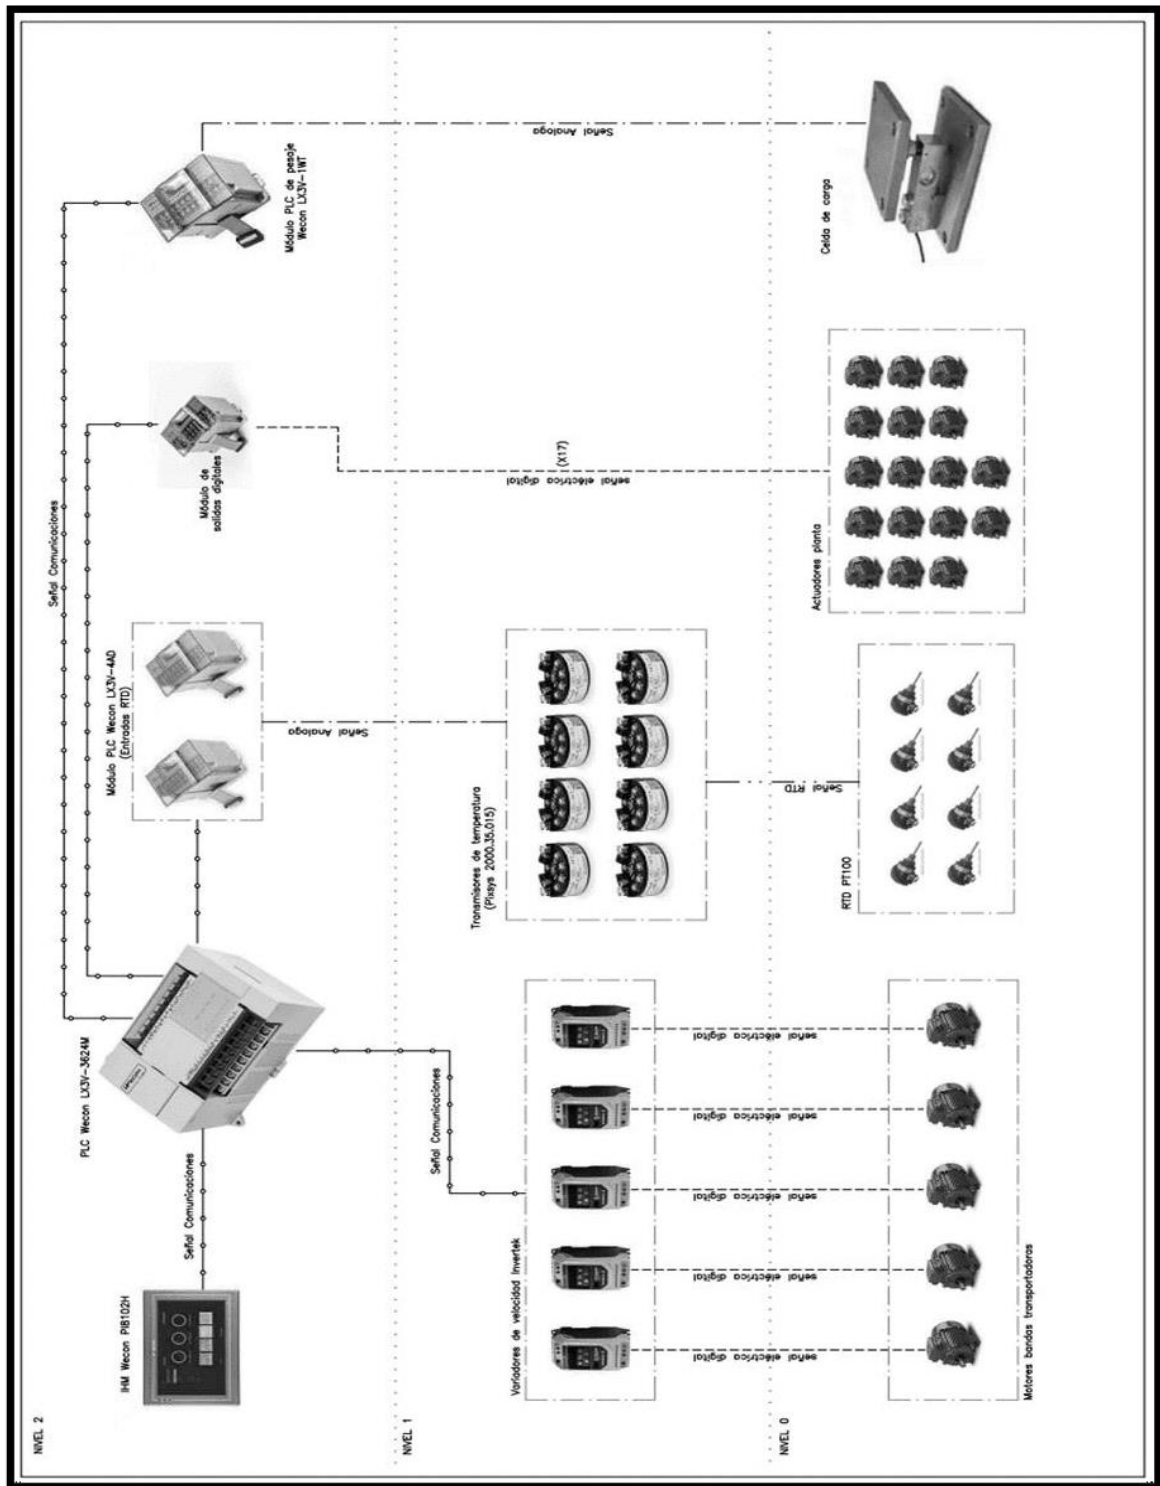 NIVEL 2
IHM Wecon PI8102H
Señal Comunicaciones
PLC Wecon LX3V-3624M
Módulo PLC Wecon LX3V-4AD
(Entradas RTD)
Señal Comunicaciones
Módulo de
salidas digitales
Módulo PLC de pesaje
Wecon LX3V-1WT
NIVEL 1
Señal Comunicaciones
Variadores de velocidad Invertek
Transmisores de temperatura
(Pixsys 2000.35.015)
Señal Analoga
señal eléctrica digital
(X17)
Señal Analoga
señal eléctrica
digital
señal eléctrica
digital
señal eléctrica
digital
señal eléctrica
digital
señal eléctrica
digital
Señal RTD
NIVEL 0
Motores bandas transportadoras
RTD PT100
Actuadores planta
Celda de carga